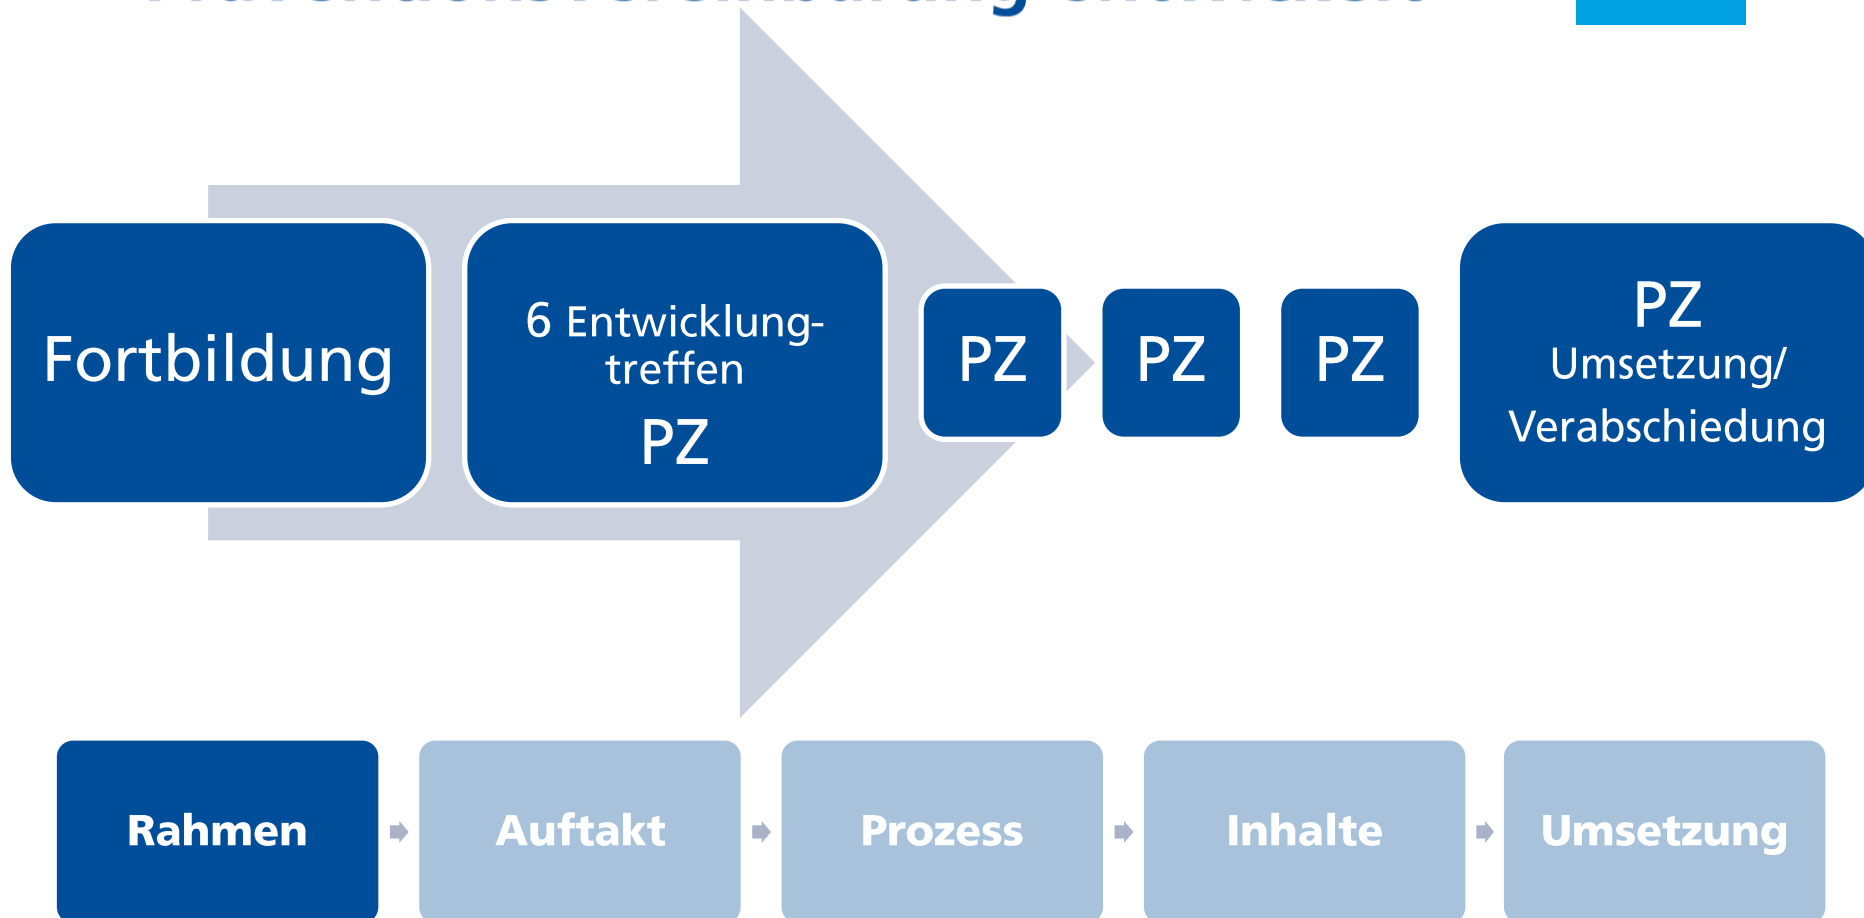 Fortbildung
6 Entwicklung-
treffen
PZ
PZ
PZ
PZ
PZ
Umsetzung/
Verabschiedung
Rahmen
Auftakt
Prozess
Inhalte
Umsetzung